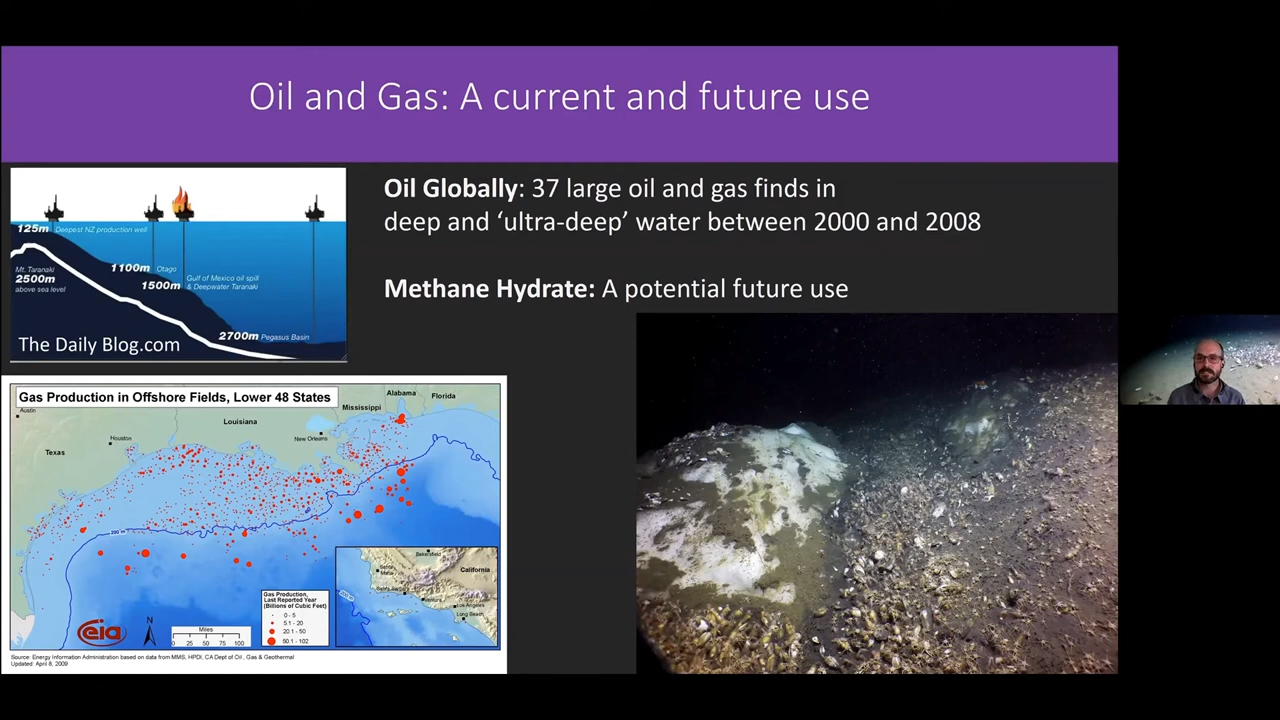 Oil and Gas: A current and future use
125m Deepest NZ production well
Mt. Taranaki
2500m
above sea level
1100m Otago
1500m Gulf of Mexico oil spill
& Deepwater Taranaki
2700m Pegasus Basin
The Daily Blog.com
Oil Globally: 37 large oil and gas finds in
deep and ‘ultra-deep’ water between 2000 and 2008
Methane Hydrate: A potential future use
Gas Production in Offshore Fields, Lower 48 States
Austin
Houston
Texas
Louisiana
New Orleans
Mississippi
Alabama
Florida
200 m
Bakersfield
California
Los Angeles
Long Beach
Gas Production,
Last Reported Year
(Billions of Cubic Feet)
0 - 5
5.1 - 20
20.1 - 50
50.1 - 102
eia
N
Miles
0 25 50 75 100
Source: Energy Information Administration based on data from MMS, HPDI, CA Dept of Oil, Gas & Geothermal
Updated: April 8, 2009